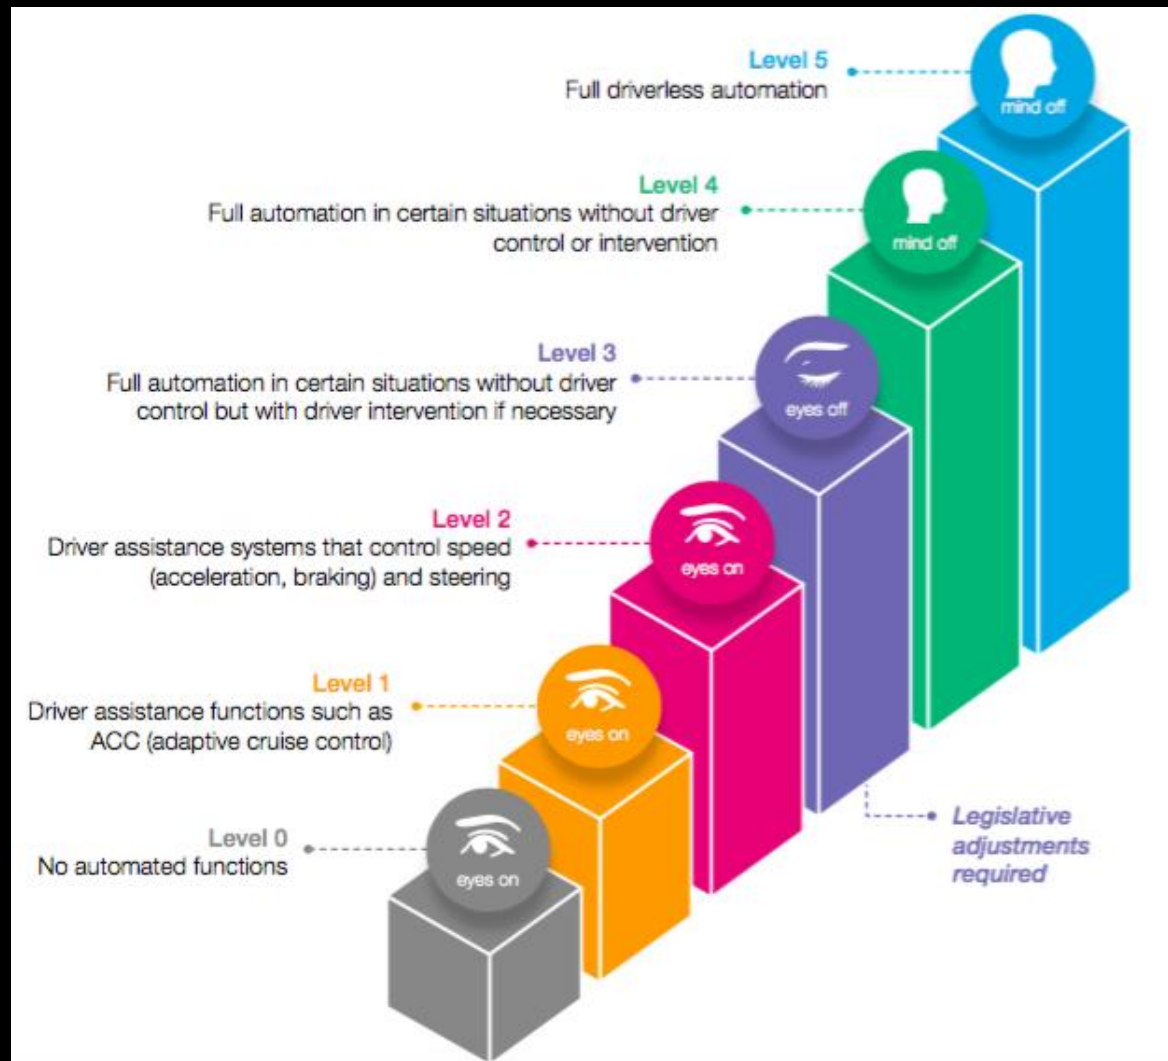 Level 5
Full driverless automation
mind off
Level 4
Full automation in certain situations without driver
control or intervention
mind off
Level 3
Full automation in certain situations without driver
control but with driver intervention if necessary
eyes off
Level 2
Driver assistance systems that control speed
(acceleration, braking) and steering
eyes on
Level 1
Driver assistance functions such as
ACC (adaptive cruise control)
eyes on
Level 0
No automated functions
eyes on
Legislative
adjustments
required